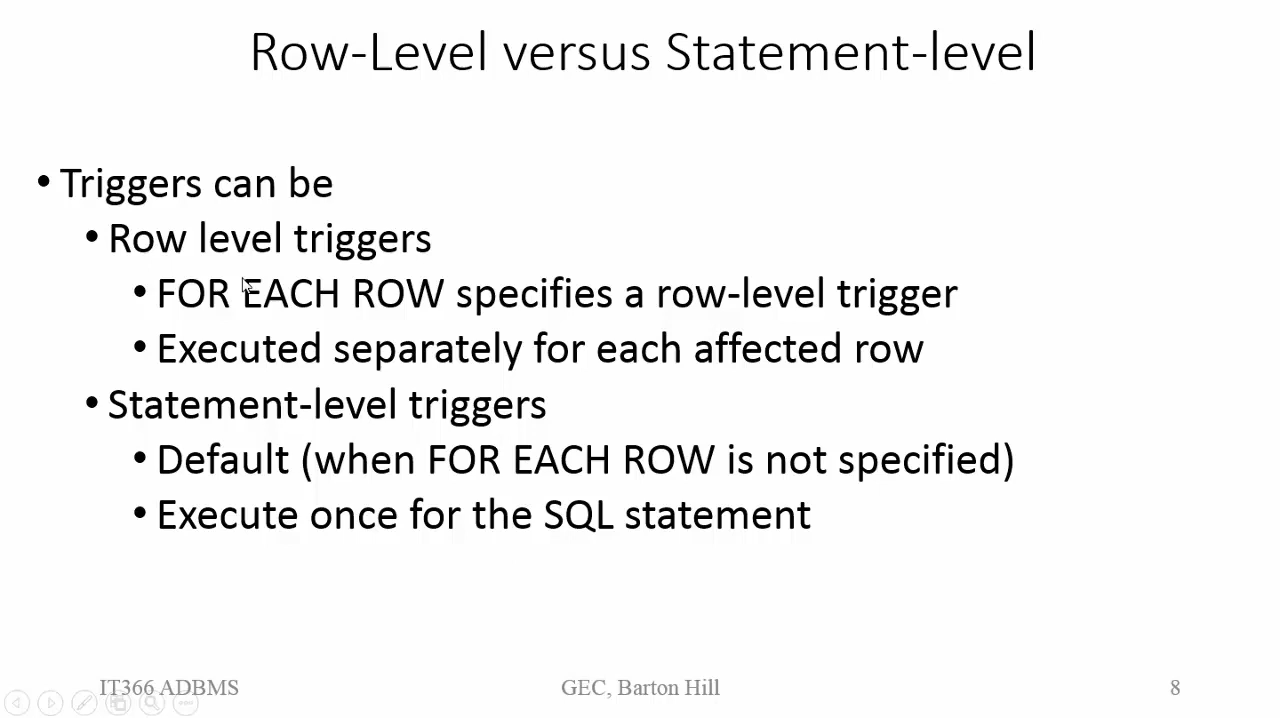 Row-Level versus Statement-level
• Triggers can be
• Row level triggers
• FOR EACH ROW specifies a row-level trigger
• Executed separately for each affected row
• Statement-level triggers
• Default (when FOR EACH ROW is not specified)
• Execute once for the SQL statement
IT366 ADBMS
GEC, Barton Hill
8